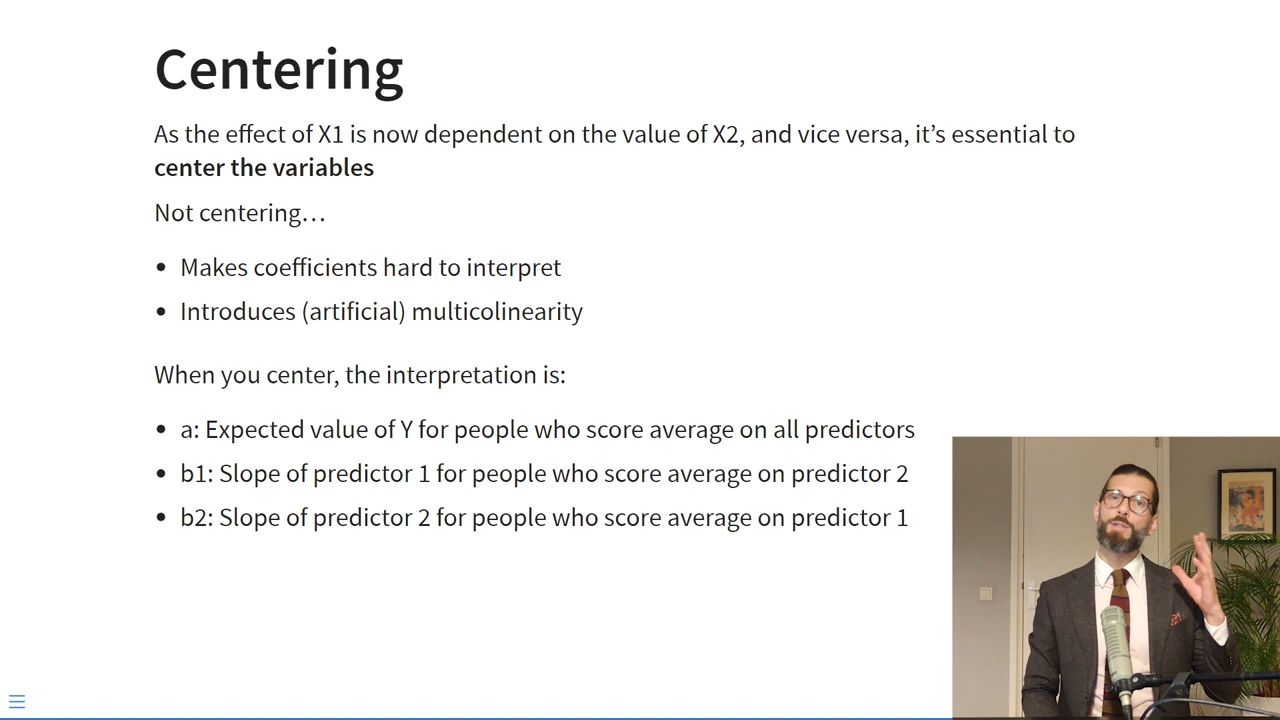 Centering
As the effect of X1 is now dependent on the value of X2, and vice versa, it’s essential to
center the variables
Not centering…
• Makes coefficients hard to interpret
• Introduces (artificial) multicolinearity
When you center, the interpretation is:
• a: Expected value of Y for people who score average on all predictors
• b1: Slope of predictor 1 for people who score average on predictor 2
• b2: Slope of predictor 2 for people who score average on predictor 1